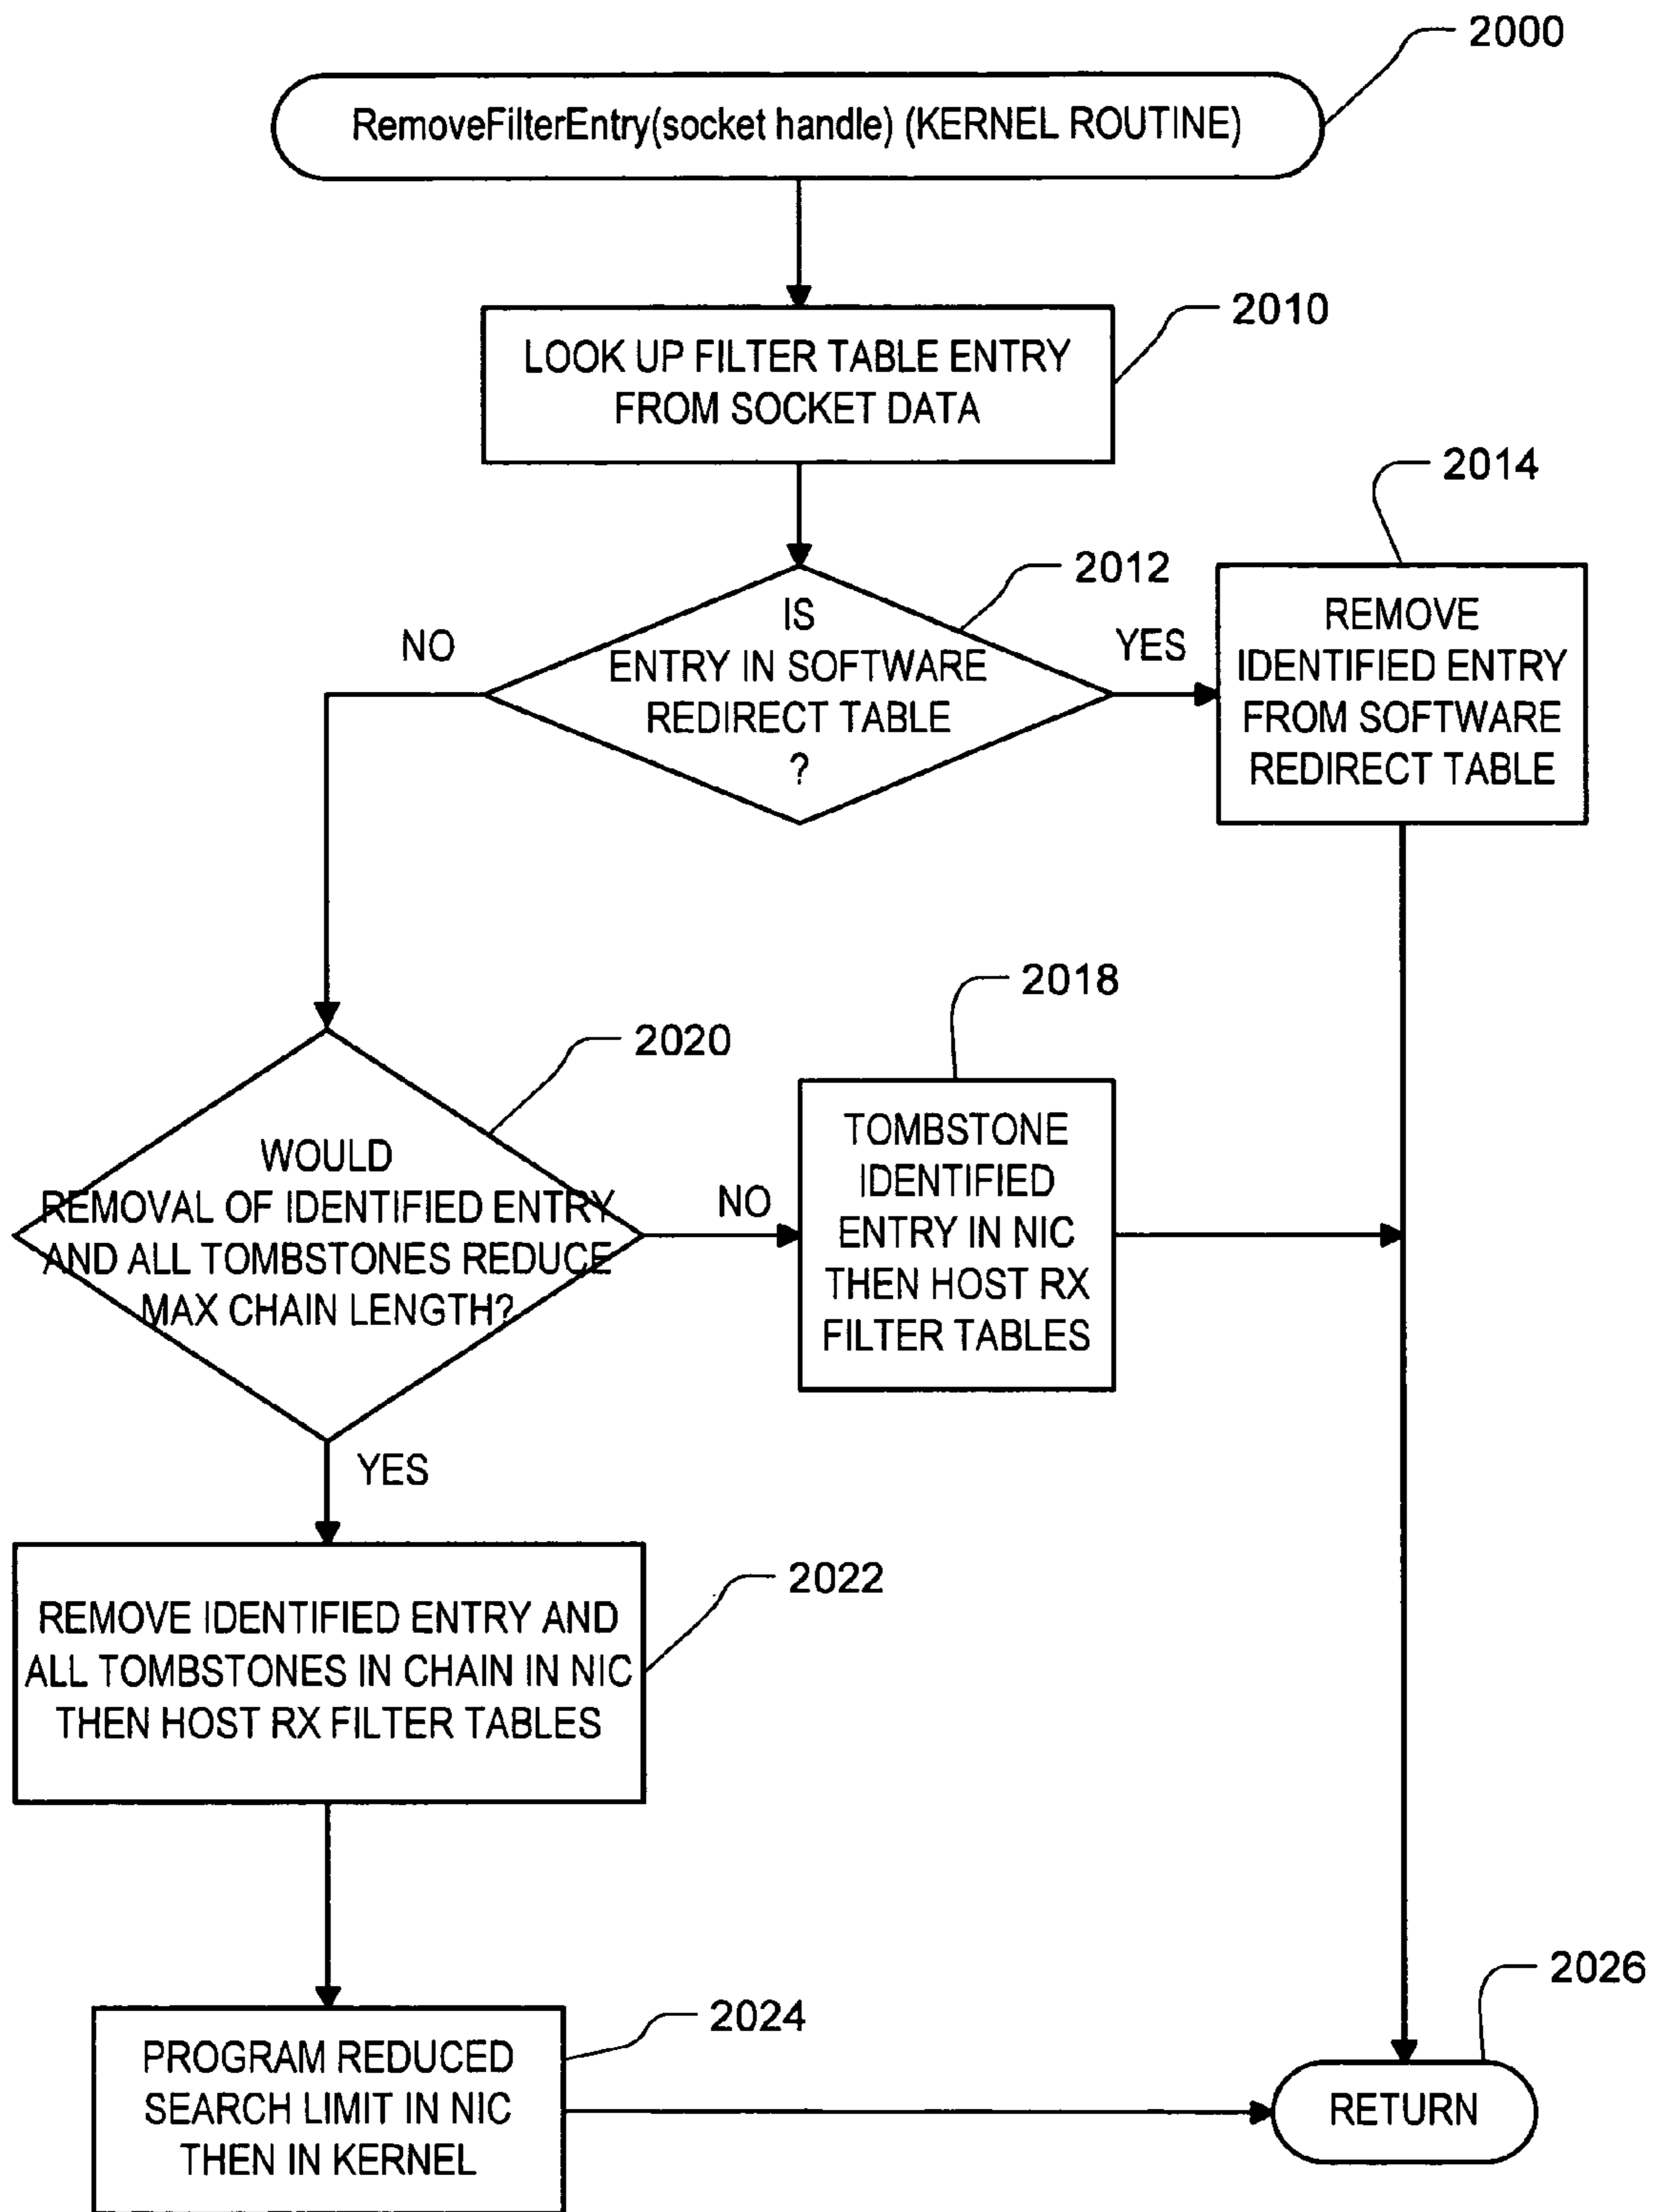 2000
RemoveFilterEntry(socket handle) (KERNEL ROUTINE)
2010
LOOK UP FILTER TABLE ENTRY
FROM SOCKET DATA
2014
2012
IS
ENTRY IN SOFTWARE
REDIRECT TABLE
?
NO
YES
REMOVE
IDENTIFIED ENTRY
FROM SOFTWARE
REDIRECT TABLE
2018
2020
WOULD
REMOVAL OF IDENTIFIED ENTRY
AND ALL TOMBSTONES REDUCE
MAX CHAIN LENGTH?
NO
TOMBSTONE
IDENTIFIED
ENTRY IN NIC
THEN HOST RX
FILTER TABLES
YES
2022
REMOVE IDENTIFIED ENTRY AND
ALL TOMBSTONES IN CHAIN IN NIC
THEN HOST RX FILTER TABLES
2024
PROGRAM REDUCED
SEARCH LIMIT IN NIC
THEN IN KERNEL
2026
RETURN